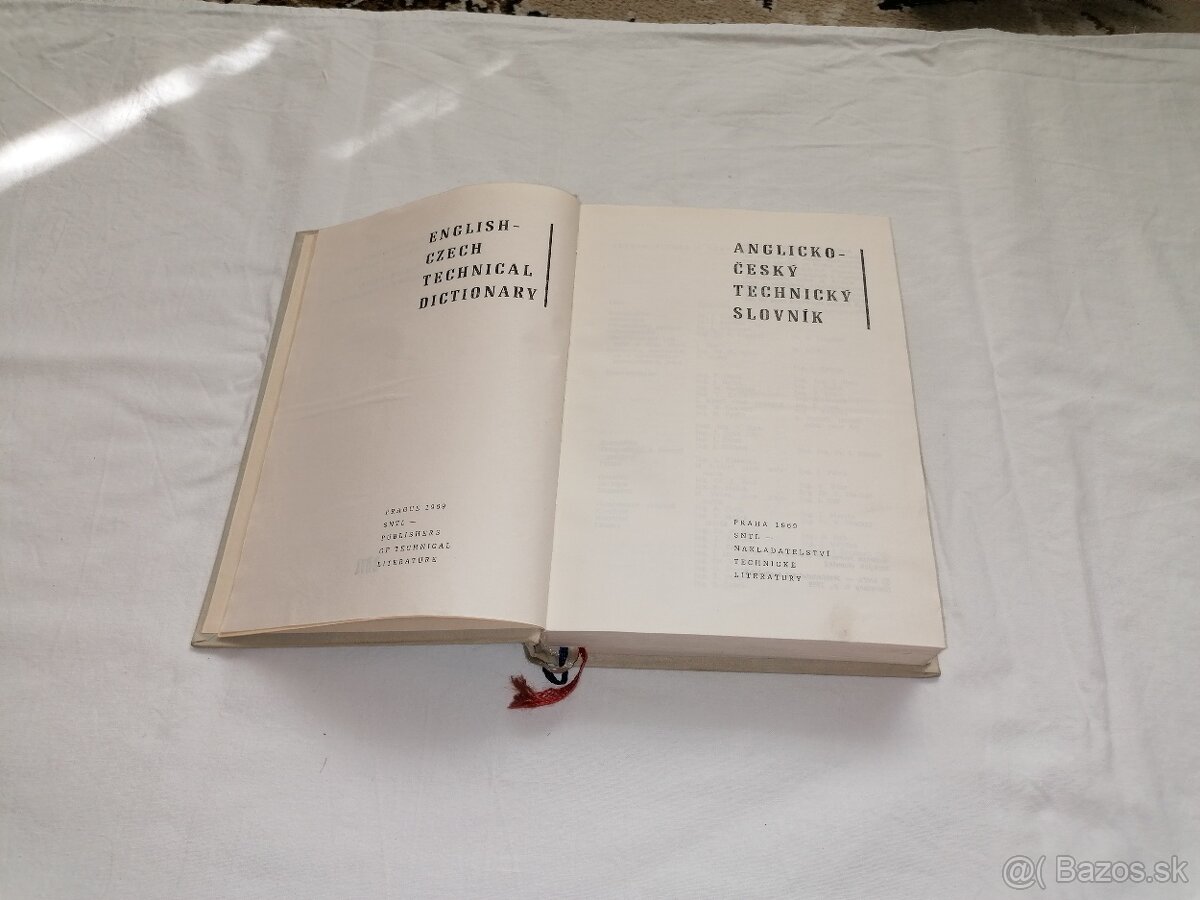 ENGLISH-
CZECH
TECHNICAL
DICTIONARY
PRAGUE 1969
SNTL —
PUBLISHERS
OF TECHNICAL
LITERATURE
ANGLICKO-
ČESKÝ
TECHNICKÝ
SLOVNÍK
PRAHA 1969
SNTL —
NAKLADATELSTVÍ
TECHNICKÉ
LITERATURY
@( Bazos.sk